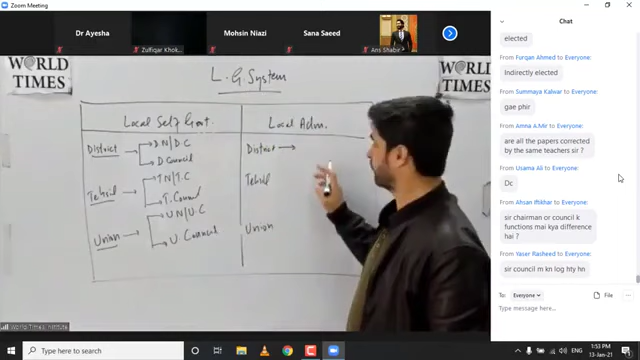 Zoom Meeting
Dr Ayesha
Zulfiqar Khok...
Mohsin Niazi
Sana Saeed
Ans Shabir
WORLD TIMES
WORLD TIMES
L.G.System
Local Self Govt.
Local Admn.
District → D.N/D.C
D.Council
Tehsil T.N/T.C
T.Council
Union → U.N/U.C
U Council
District →
Tehsil
Union
World Times Institute
Chat
elected
From Furqan Ahmed to Everyone:
Indirectly elected
From Summaya Kalwar to Everyone:
gae phir
From Amna A.Mir to Everyone:
are all the papers corrected
by the same teachers sir ?
From Usama Ali to Everyone:
Dc
From Ahsan Iftikhar to Everyone:
sir chairman or council k
functions mai kya difference
hai ?
From Yaser Rasheed to Everyone:
sir council m kn log hty hn
To: Everyone
File
Type message here...
Type here to search
1:53 PM
13-Jan-21